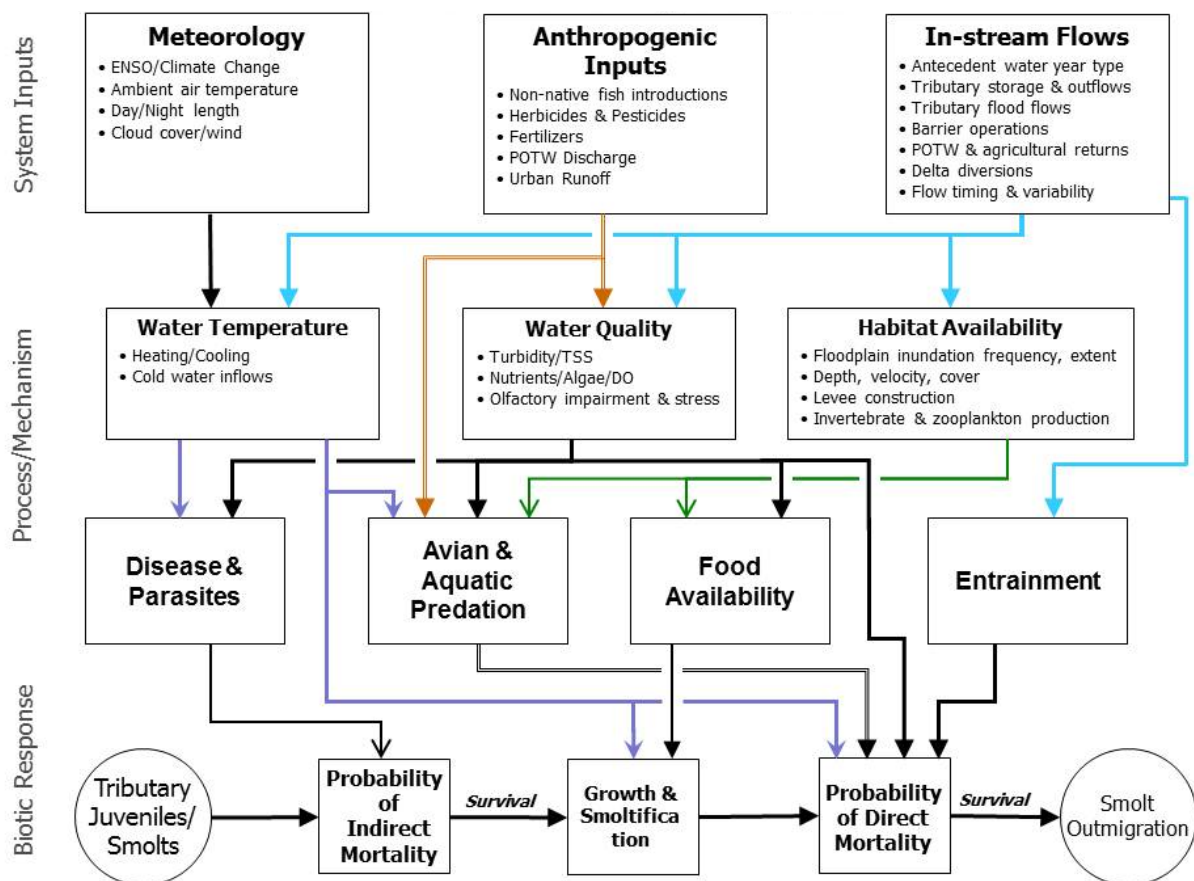 System Inputs
Meteorology
• ENSO/Climate Change
• Ambient air temperature
• Day/Night length
• Cloud cover/wind
Anthropogenic
Inputs
• Non-native fish introductions
• Herbicides & Pesticides
• Fertilizers
• POTW Discharge
• Urban Runoff
In-stream Flows
• Antecedent water year type
• Tributary storage & outflows
• Tributary flood flows
• Barrier operations
• POTW & agricultural returns
• Delta diversions
• Flow timing & variability
Process/Mechanism
Water Temperature
• Heating/Cooling
• Cold water inflows
Water Quality
• Turbidity/TSS
• Nutrients/Algae/DO
• Olfactory impairment & stress
Habitat Availability
• Floodplain inundation frequency, extent
• Depth, velocity, cover
• Levee construction
• Invertebrate & zooplankton production
Disease &
Parasites
Avian &
Aquatic
Predation
Food
Availability
Entrainment
Biotic Response
Tributary
Juveniles/
Smolts
Probability
of
Indirect
Mortality
Survival
Growth &
Smoltifica
tion
Probability
of Direct
Mortality
Survival
Smolt
Outmigration